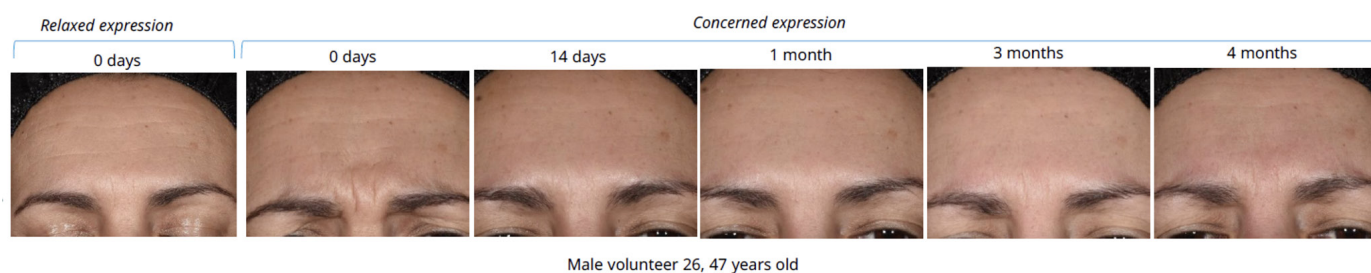 Relaxed expression
Concerned expression
0 days
0 days
14 days
1 month
3 months
4 months
Male volunteer 26, 47 years old